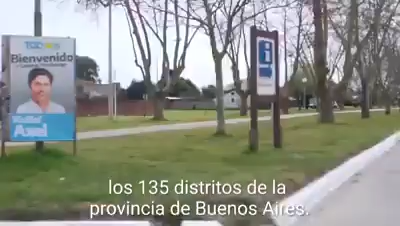 Bienvenido
Axel
i
los 135 distritos de la
provincia de Buenos Aires.